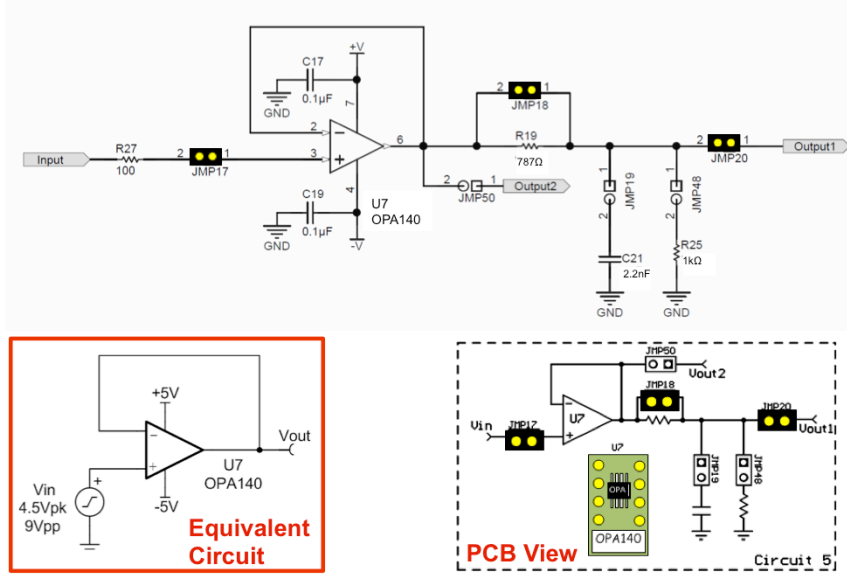 +V
C17
0.1µF
GND
7
2
1
JMP18
2
6
R19
787Ω
Input
R27
100
2
1
JMP17
3
4
U7
OPA140
C19
0.1µF
GND
-V
2
1
JMP50
Output2
1
JMP19
2
C21
2.2nF
GND
1
JMP48
2
R25
1kΩ
GND
2
1
JMP20
Output1
+5V
U7
OPA140
-5V
Vout
Vin
4.5Vpk
9Vpp
Equivalent
Circuit
JMP50
Vout2
JMP18
U7
Vin
JMP17
JMP20
Vout1
JMP19
JMP48
U7
OPA
OPA140
PCB View
Circuit 5